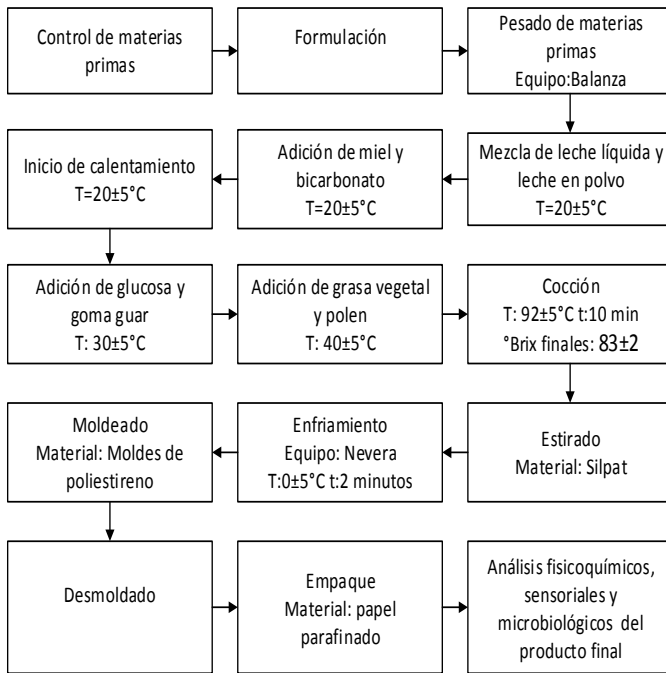 Control de materias
primas
Formulación
Pesado de materias
primas
Equipo:Balanza
Inicio de calentamiento
T=20±5°C
Adición de miel y
bicarbonato
T=20±5°C
Mezcla de leche líquida y
leche en polvo
T=20±5°C
Adición de glucosa y
goma guar
T: 30±5°C
Adición de grasa vegetal
y polen
T: 40±5°C
Cocción
T: 92±5°C t:10 min
°Brix finales: 83±2
Moldeado
Material: Moldes de
poliestireno
Enfriamiento
Equipo: Nevera
T:0±5°C t:2 minutos
Estirado
Material: Silpat
Desmoldado
Empaque
Material: papel
parafinado
Análisis fisicoquímicos,
sensoriales y
microbiológicos del
producto final